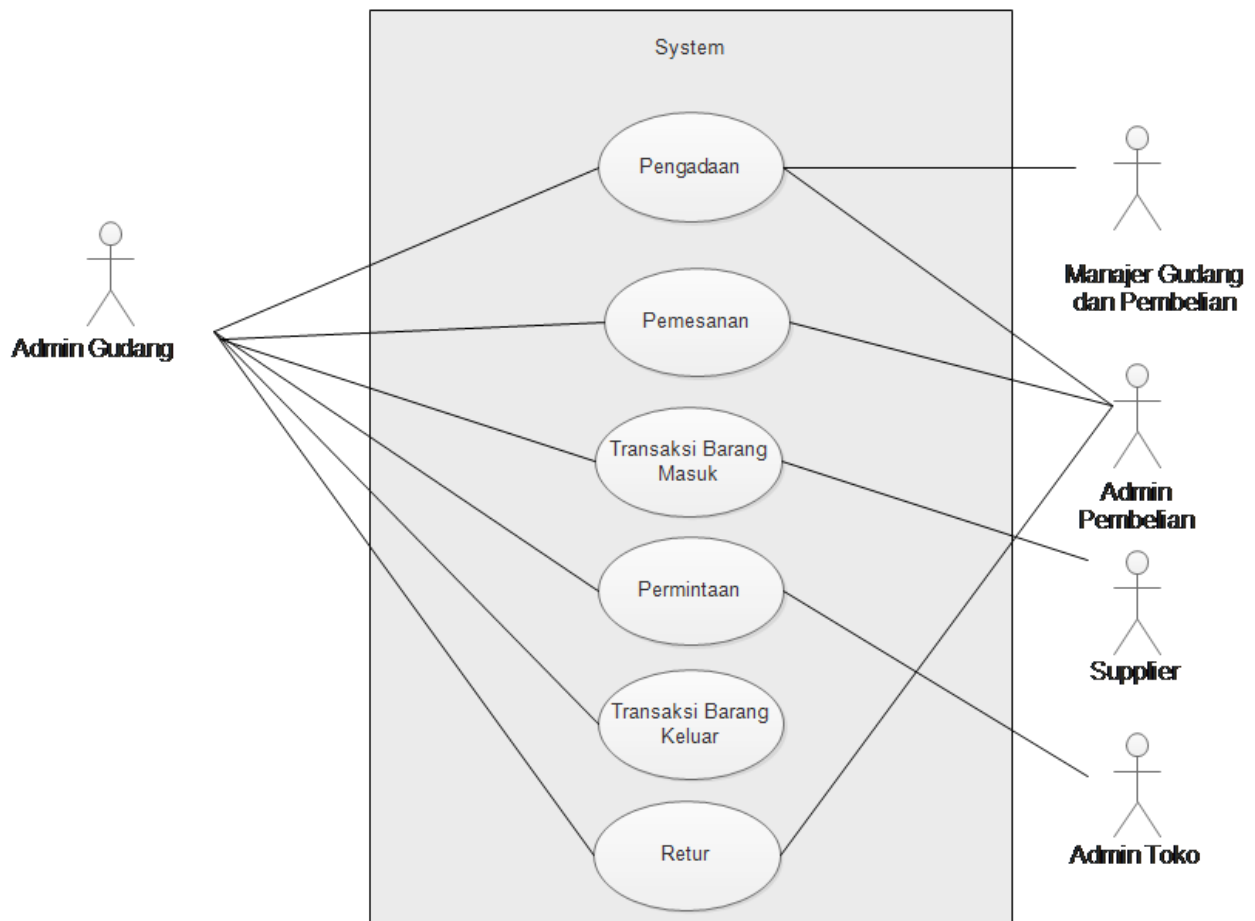 System
Pengadaan
Manajer Gudang
dan Pembelian
Admin Gudang
Pemesanan
Transaksi Barang
Masuk
Admin
Pembelian
Permintaan
Supplier
Transaksi Barang
Keluar
Retur
Admin Toko